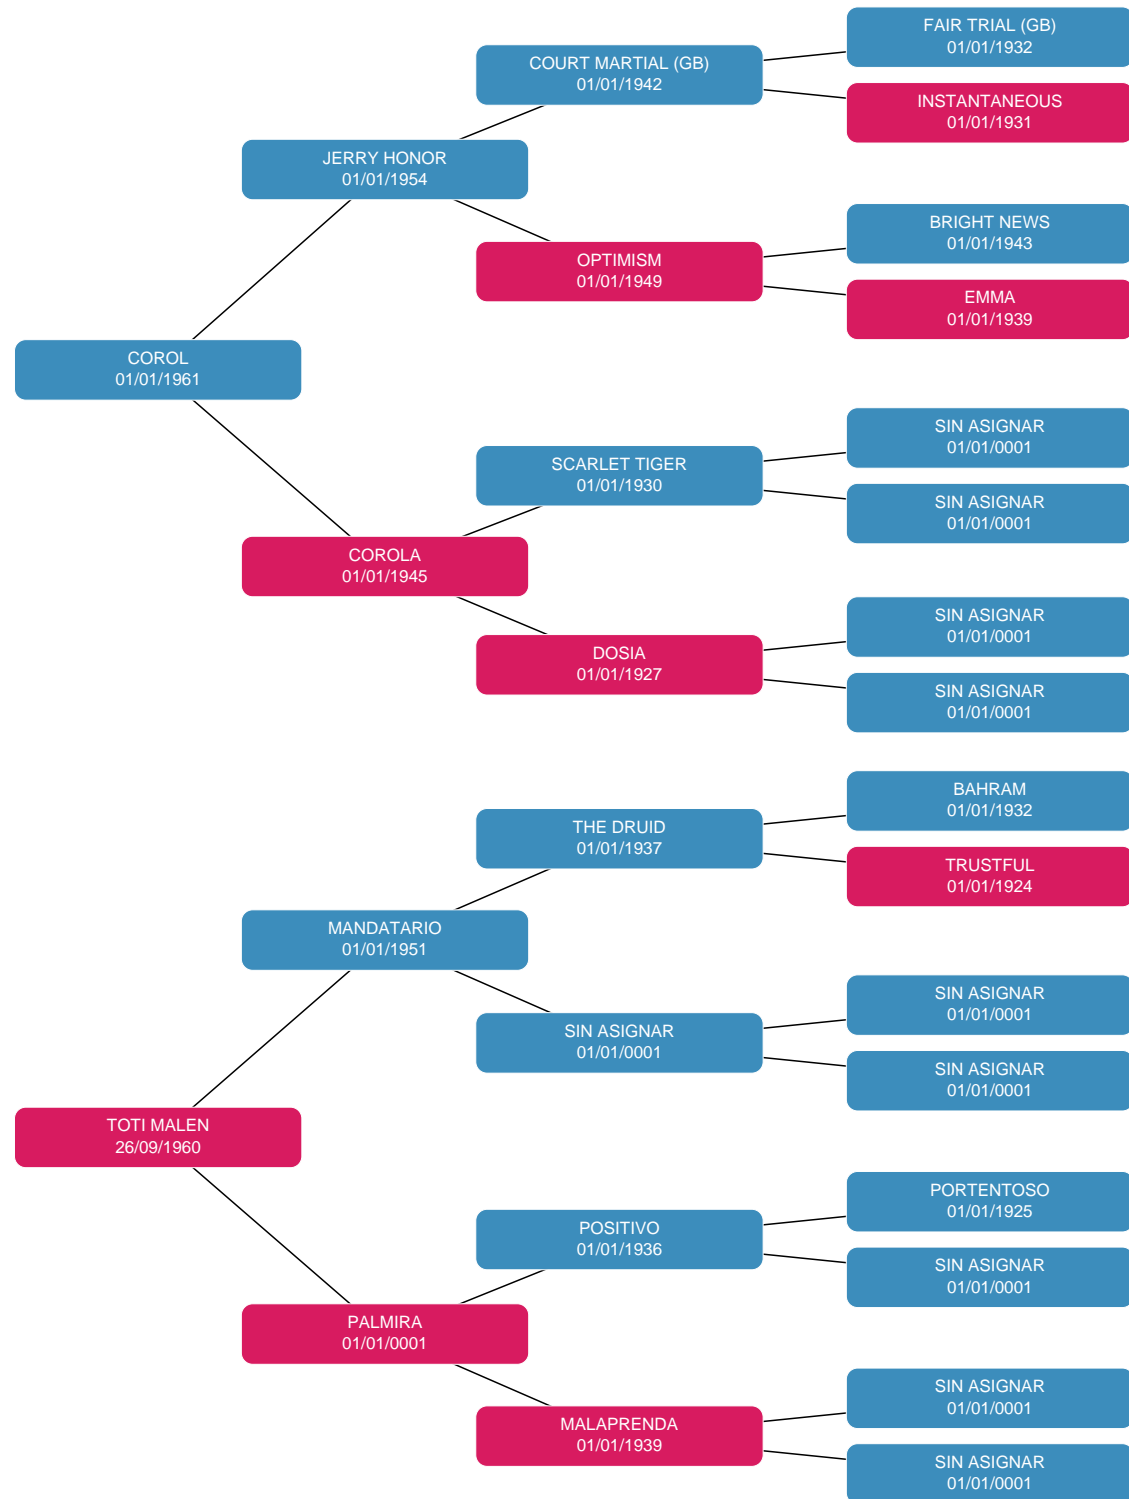 FAIR TRIAL (GB)
01/01/1932
COURT MARTIAL (GB)
01/01/1942
INSTANTANEOUS
01/01/1931
JERRY HONOR
01/01/1954
BRIGHT NEWS
01/01/1943
OPTIMISM
01/01/1949
EMMA
01/01/1939
COROL
01/01/1961
SIN ASIGNAR
01/01/0001
SCARLET TIGER
01/01/1930
SIN ASIGNAR
01/01/0001
COROLA
01/01/1945
SIN ASIGNAR
01/01/0001
DOSIA
01/01/1927
SIN ASIGNAR
01/01/0001
BAHRAM
01/01/1932
THE DRUID
01/01/1937
TRUSTFUL
01/01/1924
MANDATARIO
01/01/1951
SIN ASIGNAR
01/01/0001
SIN ASIGNAR
01/01/0001
SIN ASIGNAR
01/01/0001
TOTI MALEN
26/09/1960
PORTENTOSO
01/01/1925
POSITIVO
01/01/1936
SIN ASIGNAR
01/01/0001
PALMIRA
01/01/0001
SIN ASIGNAR
01/01/0001
MALAPRENDA
01/01/1939
SIN ASIGNAR
01/01/0001